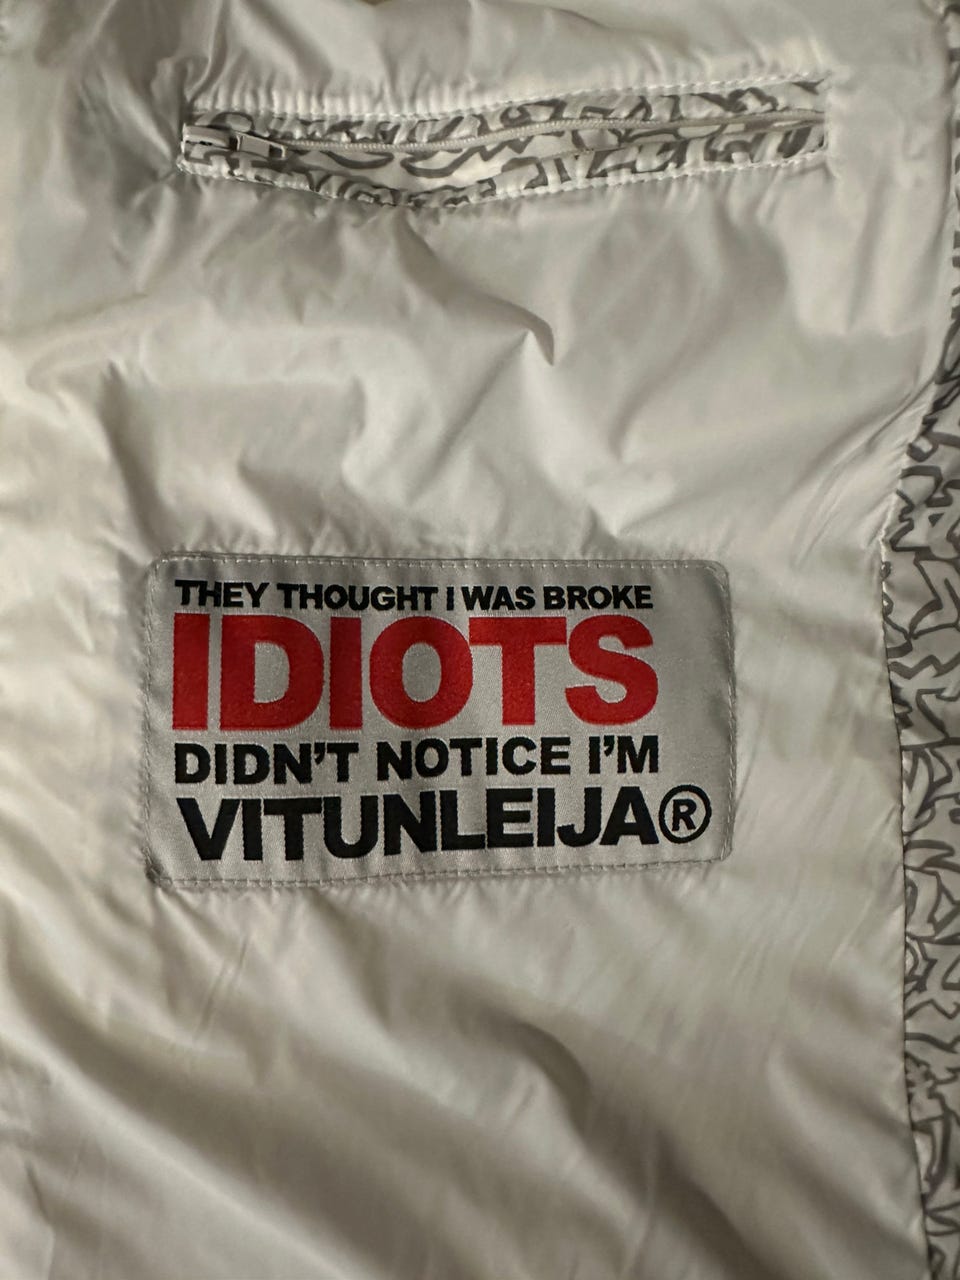 THEY THOUGHT I WAS BROKE
IDIOTS
DIDN'T NOTICE I'M
VITUNLEIJA®